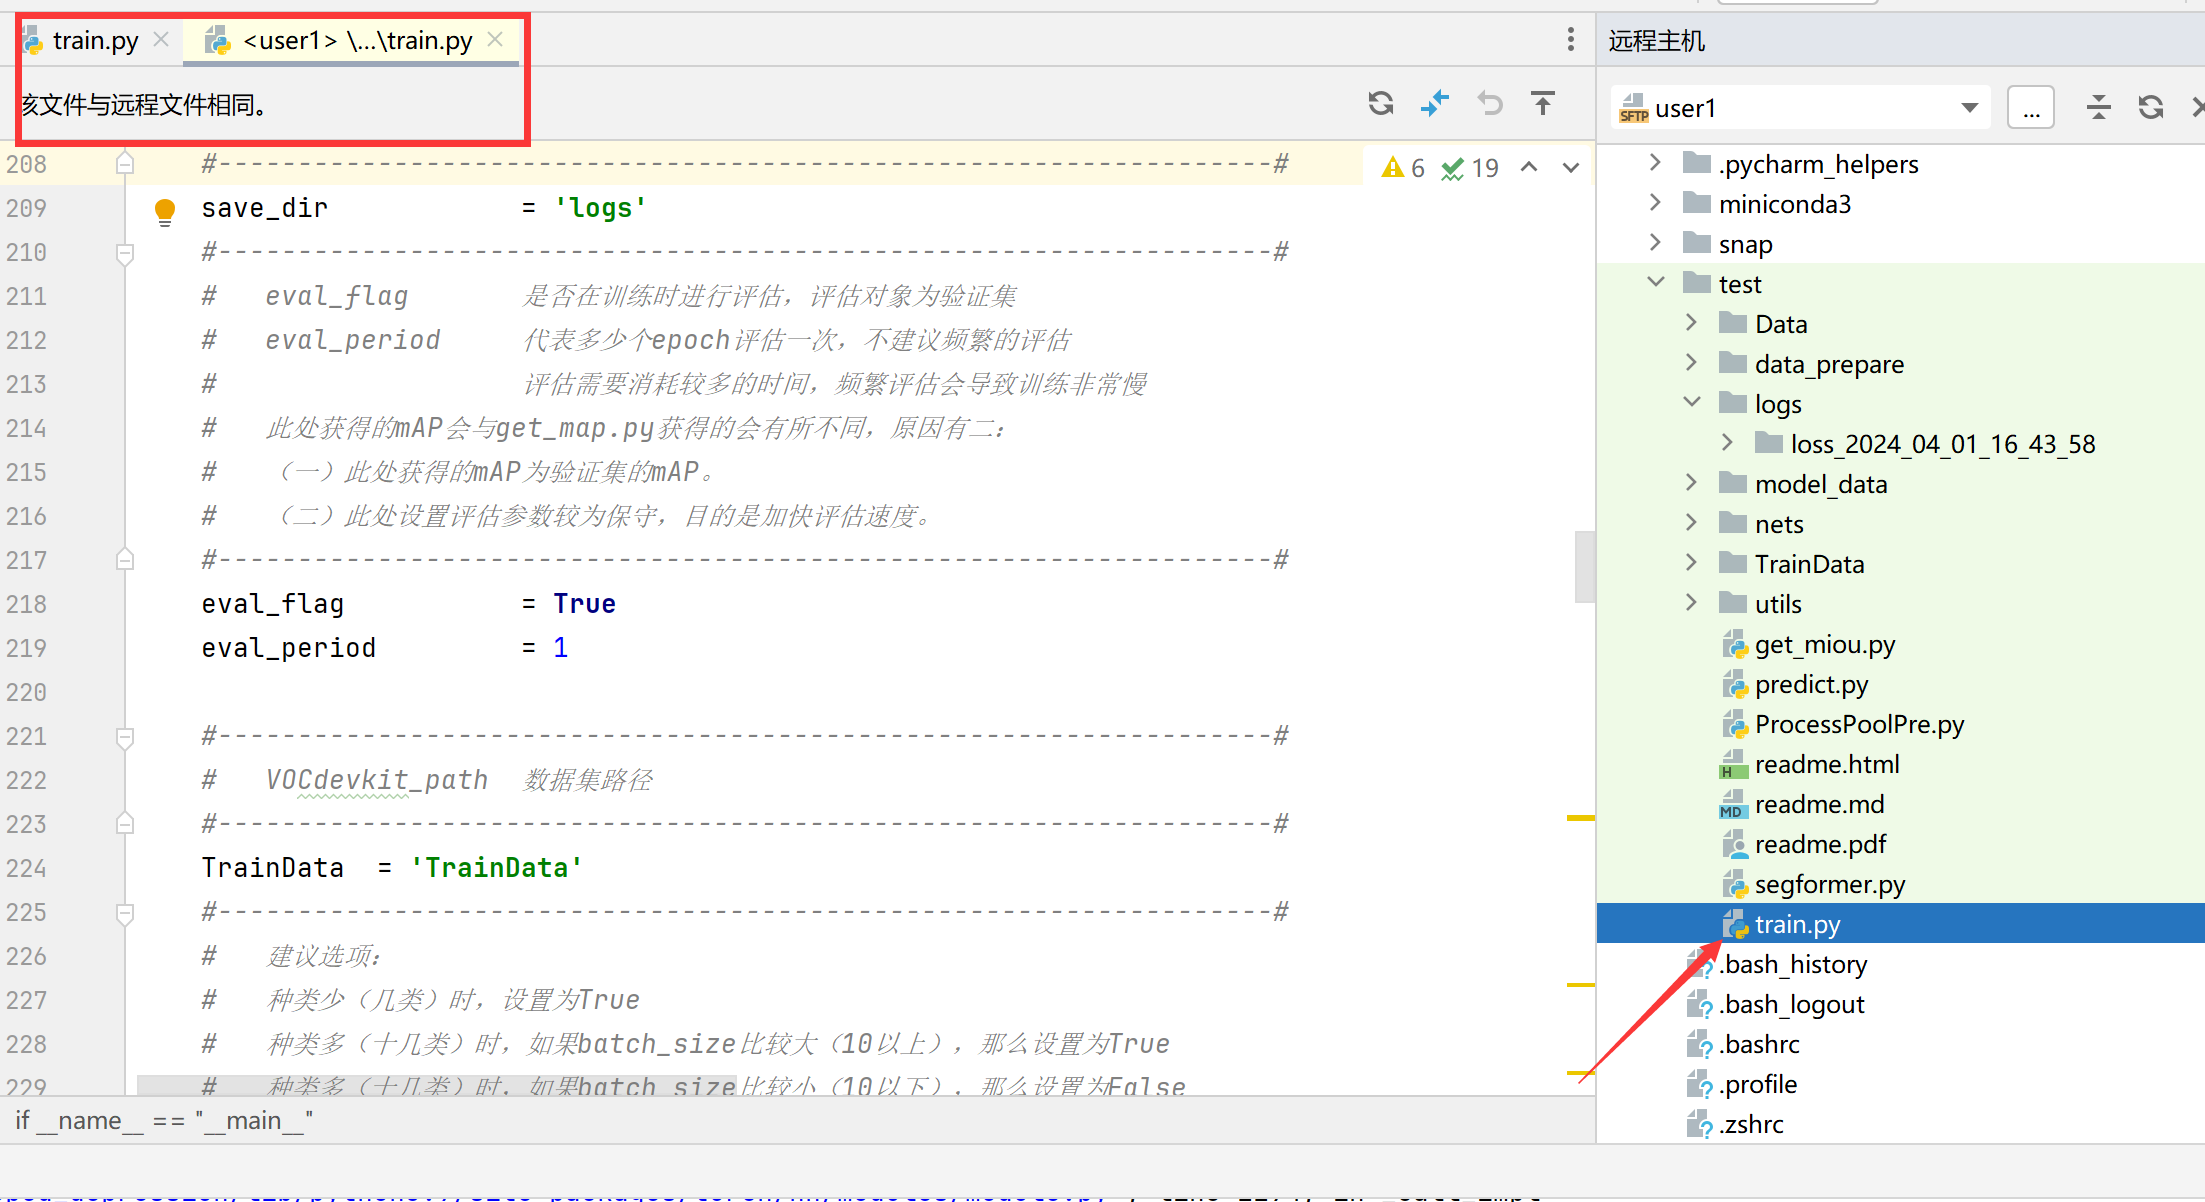 train.py
<user1> \...\train.py
该文件与远程文件相同。
208 #------------------------------------------------------------------#
6 19
209 save_dir = 'logs'
210 #------------------------------------------------------------------#
211 # eval_flag 是否在训练时进行评估，评估对象为验证集
212 # eval_period 代表多少个epoch评估一次，不建议频繁的评估
213 # 评估需要消耗较多的时间，频繁评估会导致训练非常慢
214 # 此处获得的mAP会与get_map.py获得的会有所不同，原因有二：
215 # （一）此处获得的mAP为验证集的mAP。
216 # （二）此处设置评估参数较为保守，目的是加快评估速度。
217 #------------------------------------------------------------------#
218 eval_flag = True
219 eval_period = 1
220
221 #------------------------------------------------------------------#
222 # VOCdevkit_path 数据集路径
223 #------------------------------------------------------------------#
224 TrainData = 'TrainData'
225 #------------------------------------------------------------------#
226 # 建议选项：
227 # 种类少（几类）时，设置为True
228 # 种类多（十几类）时，如果batch_size比较大（10以上），那么设置为True
229 # 种类多（十几类）时，如果batch_size比较小（10以下），那么设置为False
if __name__ == "__main__"
远程主机
SFTP user1
...
.pycharm_helpers
miniconda3
snap
test
Data
data_prepare
logs
loss_2024_04_01_16_43_58
model_data
nets
TrainData
utils
get_miou.py
predict.py
ProcessPoolPre.py
H readme.html
MD readme.md
readme.pdf
segformer.py
train.py
.bash_history
.bash_logout
.bashrc
.profile
.zshrc